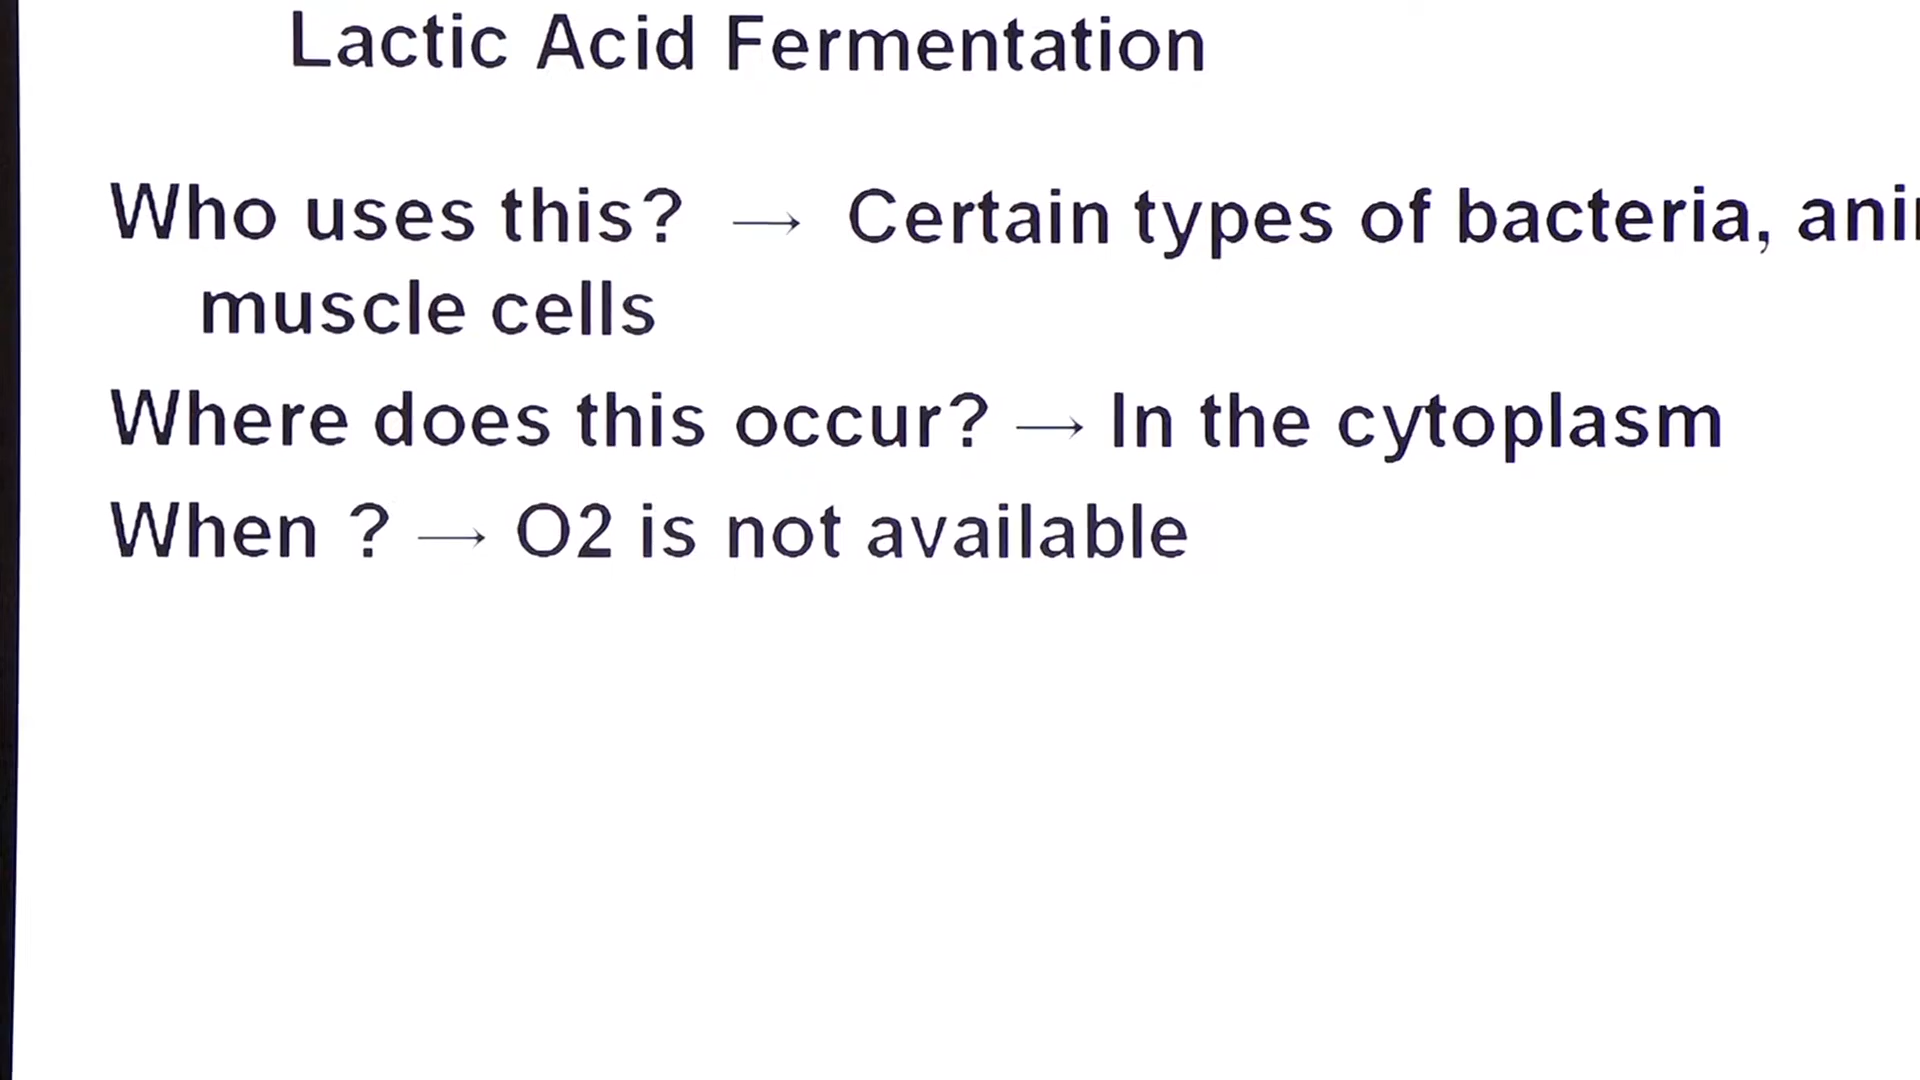 Lactic Acid Fermentation
Who uses this? → Certain types of bacteria,
muscle cells
Where does this occur? → In the cytoplasm
When ? → O2 is not available